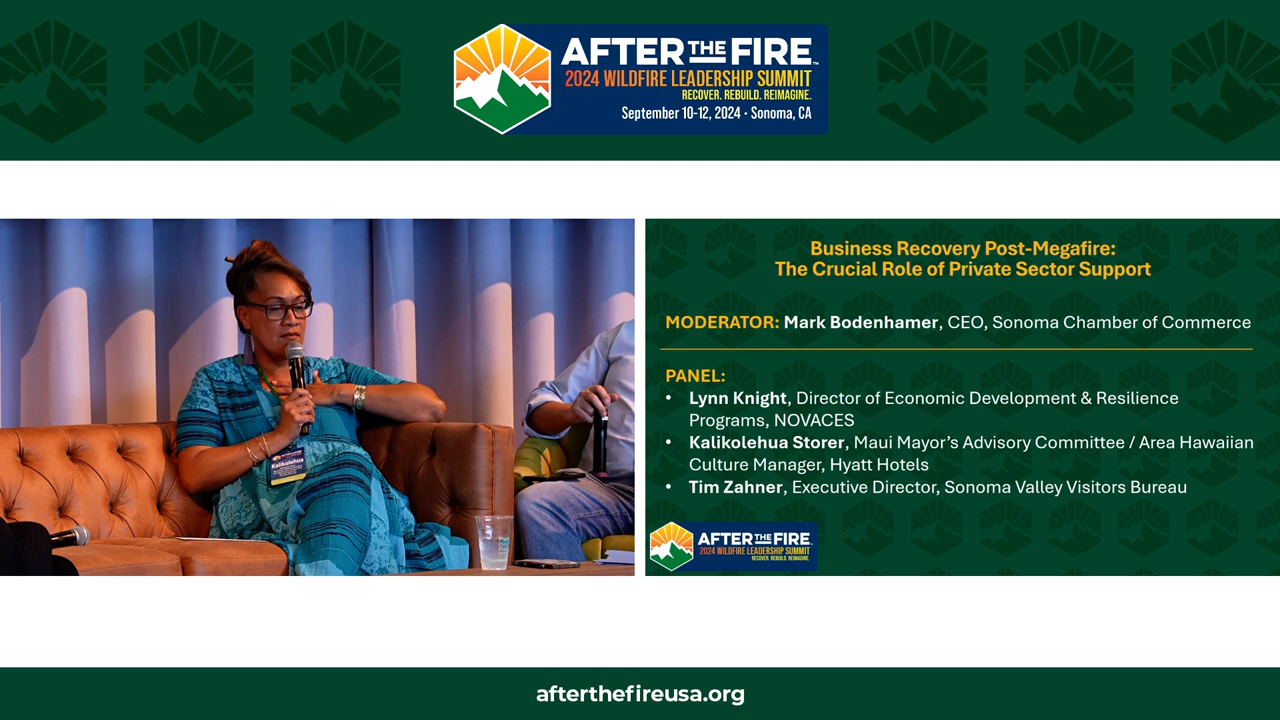 AFTER THE FIRE™
2024 WILDFIRE LEADERSHIP SUMMIT
RECOVER. REBUILD. REIMAGINE.
September 10-12, 2024 · Sonoma, CA
Kalikolehua
Business Recovery Post-Megafire:
The Crucial Role of Private Sector Support
MODERATOR: Mark Bodenhamer, CEO, Sonoma Chamber of Commerce
PANEL:
• Lynn Knight, Director of Economic Development & Resilience
Programs, NOVACES
• Kalikolehua Storer, Maui Mayor’s Advisory Committee / Area Hawaiian
Culture Manager, Hyatt Hotels
• Tim Zahner, Executive Director, Sonoma Valley Visitors Bureau
AFTER THE FIRE
2024 WILDFIRE LEADERSHIP SUMMIT
RECOVER. REBUILD. REIMAGINE.
afterthefireusa.org